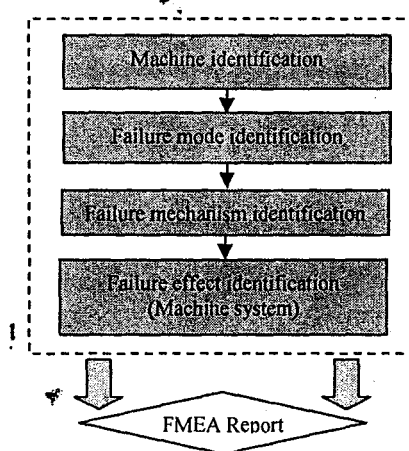 Machine identification
Failure mode identification
Failure mechanism identification
Failure effect identification
(Machine system)
FMEA Report